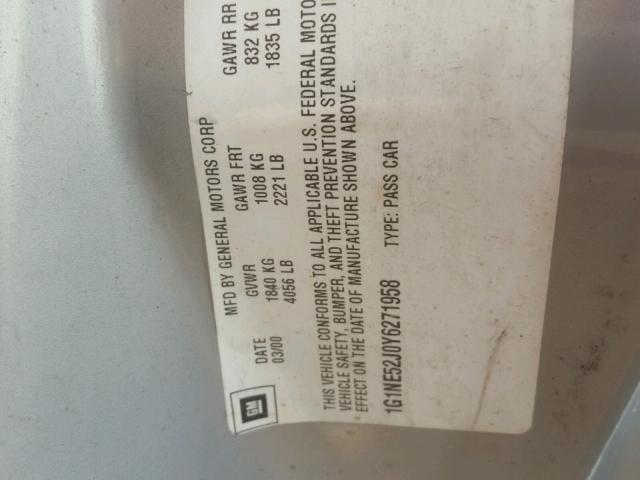 MFD BY GENERAL MOTORS CORP
DATE GVWR GAWR FRT GAWR RR
03/00 1840 KG 1008 KG 832 KG
4056 LB 2221 LB 1835 LB
THIS VEHICLE CONFORMS TO ALL APPLICABLE U.S. FEDERAL MOTO
VEHICLE SAFETY, BUMPER, AND THEFT PREVENTION STANDARDS I
EFFECT ON THE DATE OF MANUFACTURE SHOWN ABOVE.
1G1NE52J0Y6271958 TYPE: PASS CAR
GM